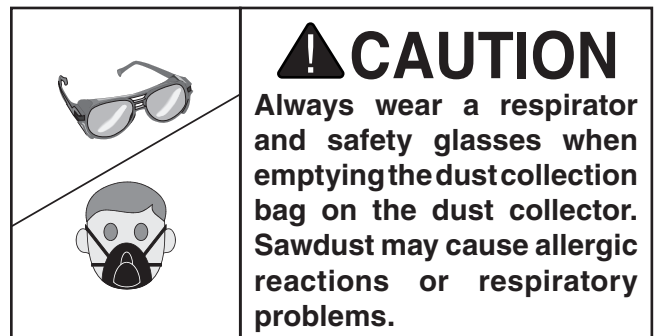 CAUTION
Always wear a respirator
and safety glasses when
emptying the dust collection
bag on the dust collector.
Sawdust may cause allergic
reactions or respiratory
problems.